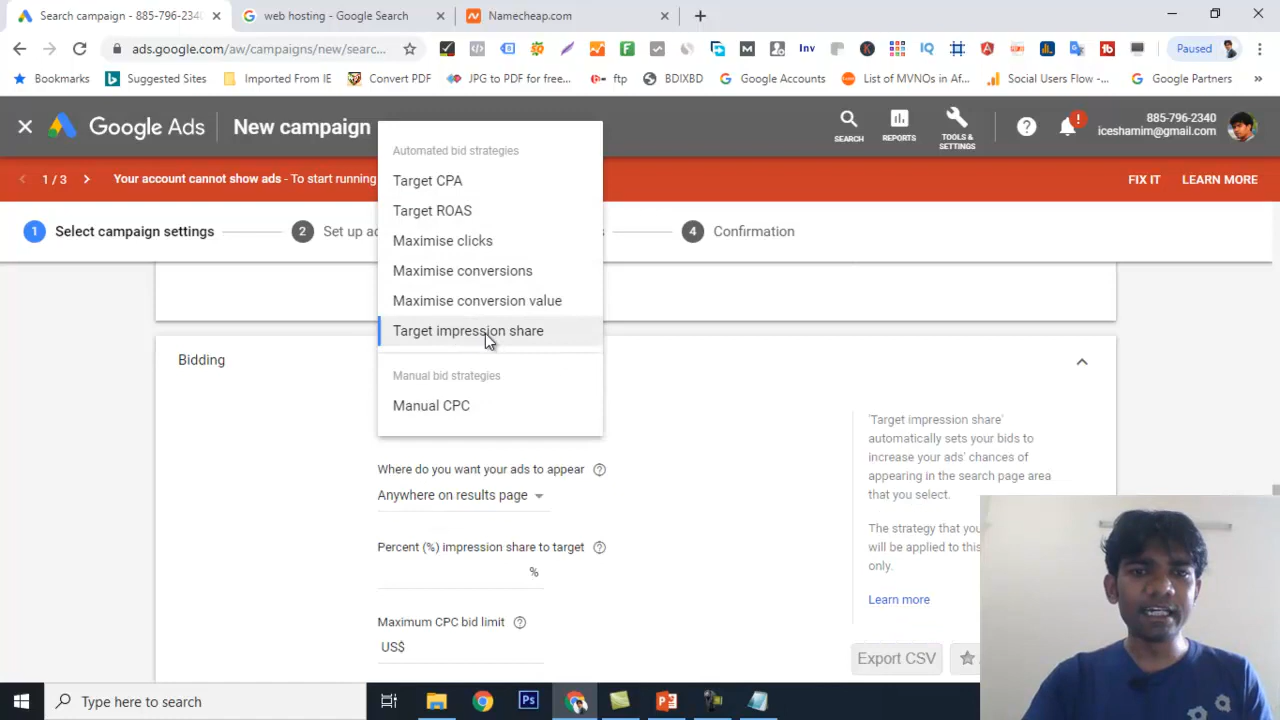 Search campaign - 885-796-234
web hosting - Google Search
Namecheap.com
ads.google.com/aw/campaigns/new/searc...
Inv
Paused
Bookmarks
Suggested Sites
Imported From IE
Convert PDF
JPG to PDF for free...
ftp
BDIXBD
Google Accounts
List of MVNOs in Af...
Social Users Flow -...
Google Partners
Google Ads
New campaign
SEARCH
REPORTS
TOOLS &
SETTINGS
885-796-2340
iceshamim@gmail.com
1 / 3
Your account cannot show ads - To start running
FIX IT
LEARN MORE
1
Select campaign settings
2
Set up ad
4
Confirmation
Automated bid strategies
Target CPA
Target ROAS
Maximise clicks
Maximise conversions
Maximise conversion value
Target impression share
Manual bid strategies
Manual CPC
Bidding
Where do you want your ads to appear
Anywhere on results page
Percent (%) impression share to target
%
Maximum CPC bid limit
US$
'Target impression share'
automatically sets your bids to
increase your ads' chances of
appearing in the search page area
that you select.
The strategy that you
will be applied to this
only.
Learn more
Export CSV
Type here to search